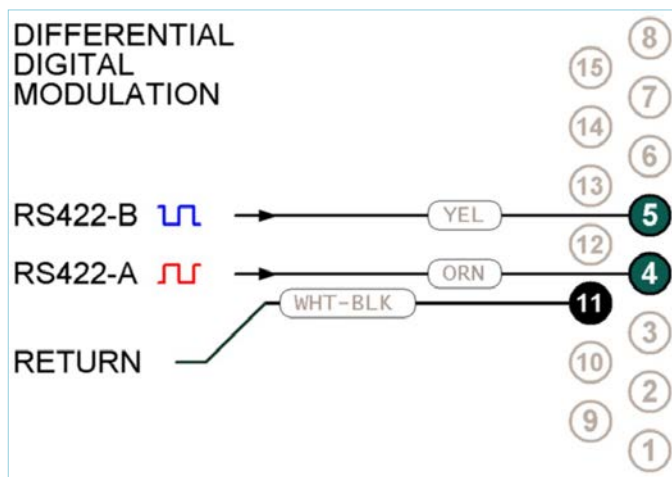 DIFFERENTIAL
DIGITAL
MODULATION
8
15
7
14
6
13
RS422-B YEL 5
12
RS422-A ORN 4
WHT-BLK 11
3
RETURN
10
2
9
1